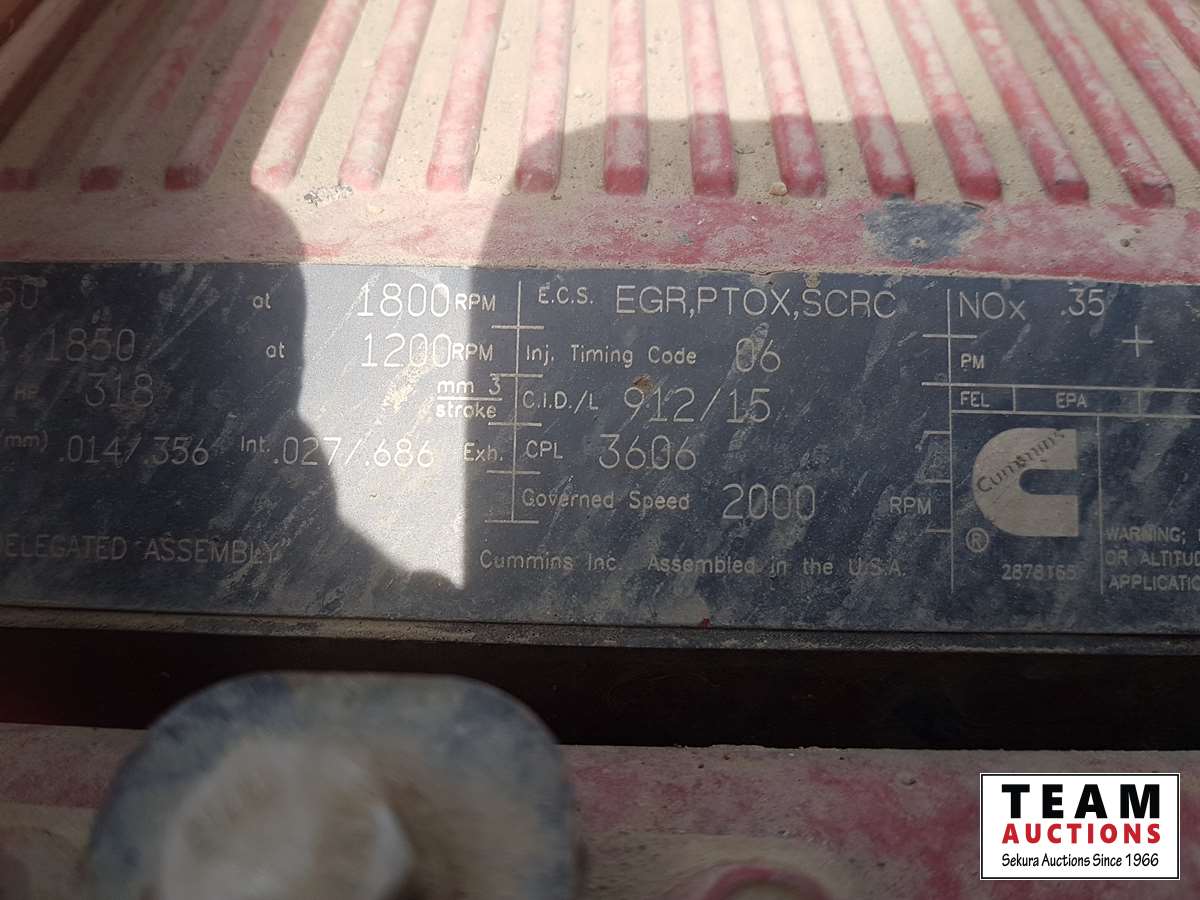 50 at 1800 RPM
1850 at 1200 RPM
HP 318 mm 3
stroke
(mm) .014/.356 Int. .027/.686 Exh.
DELEGATED ASSEMBLY
E.C.S. EGR,PTOX,SCRC
Inj. Timing Code 06
C.I.D./L 912/15
CPL 3606
Governed Speed 2000 RPM
Cummins Inc. Assembled in the U.S.A.
NOx .35
PM +
FEL EPA
Cummins
®
2878165
WARNING;
OR ALTITU
APPLICATIO
TEAM
AUCTIONS
Sekura Auctions Since 1966